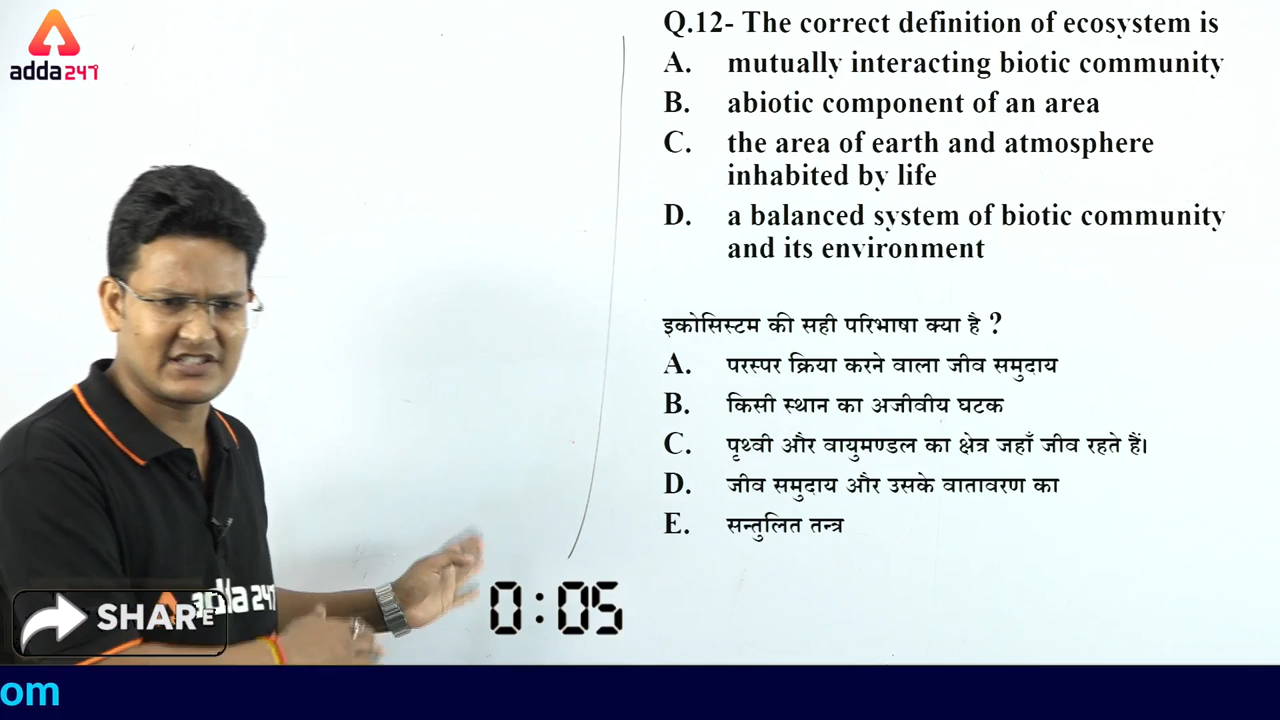 adda247
Q.12- The correct definition of ecosystem is
A. mutually interacting biotic community
B. abiotic component of an area
C. the area of earth and atmosphere
inhabited by life
D. a balanced system of biotic community
and its environment
इकोसिस्टम की सही परिभाषा क्या है ?
A. परस्पर क्रिया करने वाला जीव समुदाय
B. किसी स्थान का अजीवीय घटक
C. पृथ्वी और वायुमण्डल का क्षेत्र जहाँ जीव रहते हैं।
D. जीव समुदाय और उसके वातावरण का
E. सन्तुलित तन्त्र
adda247
SHARE
0:05
om